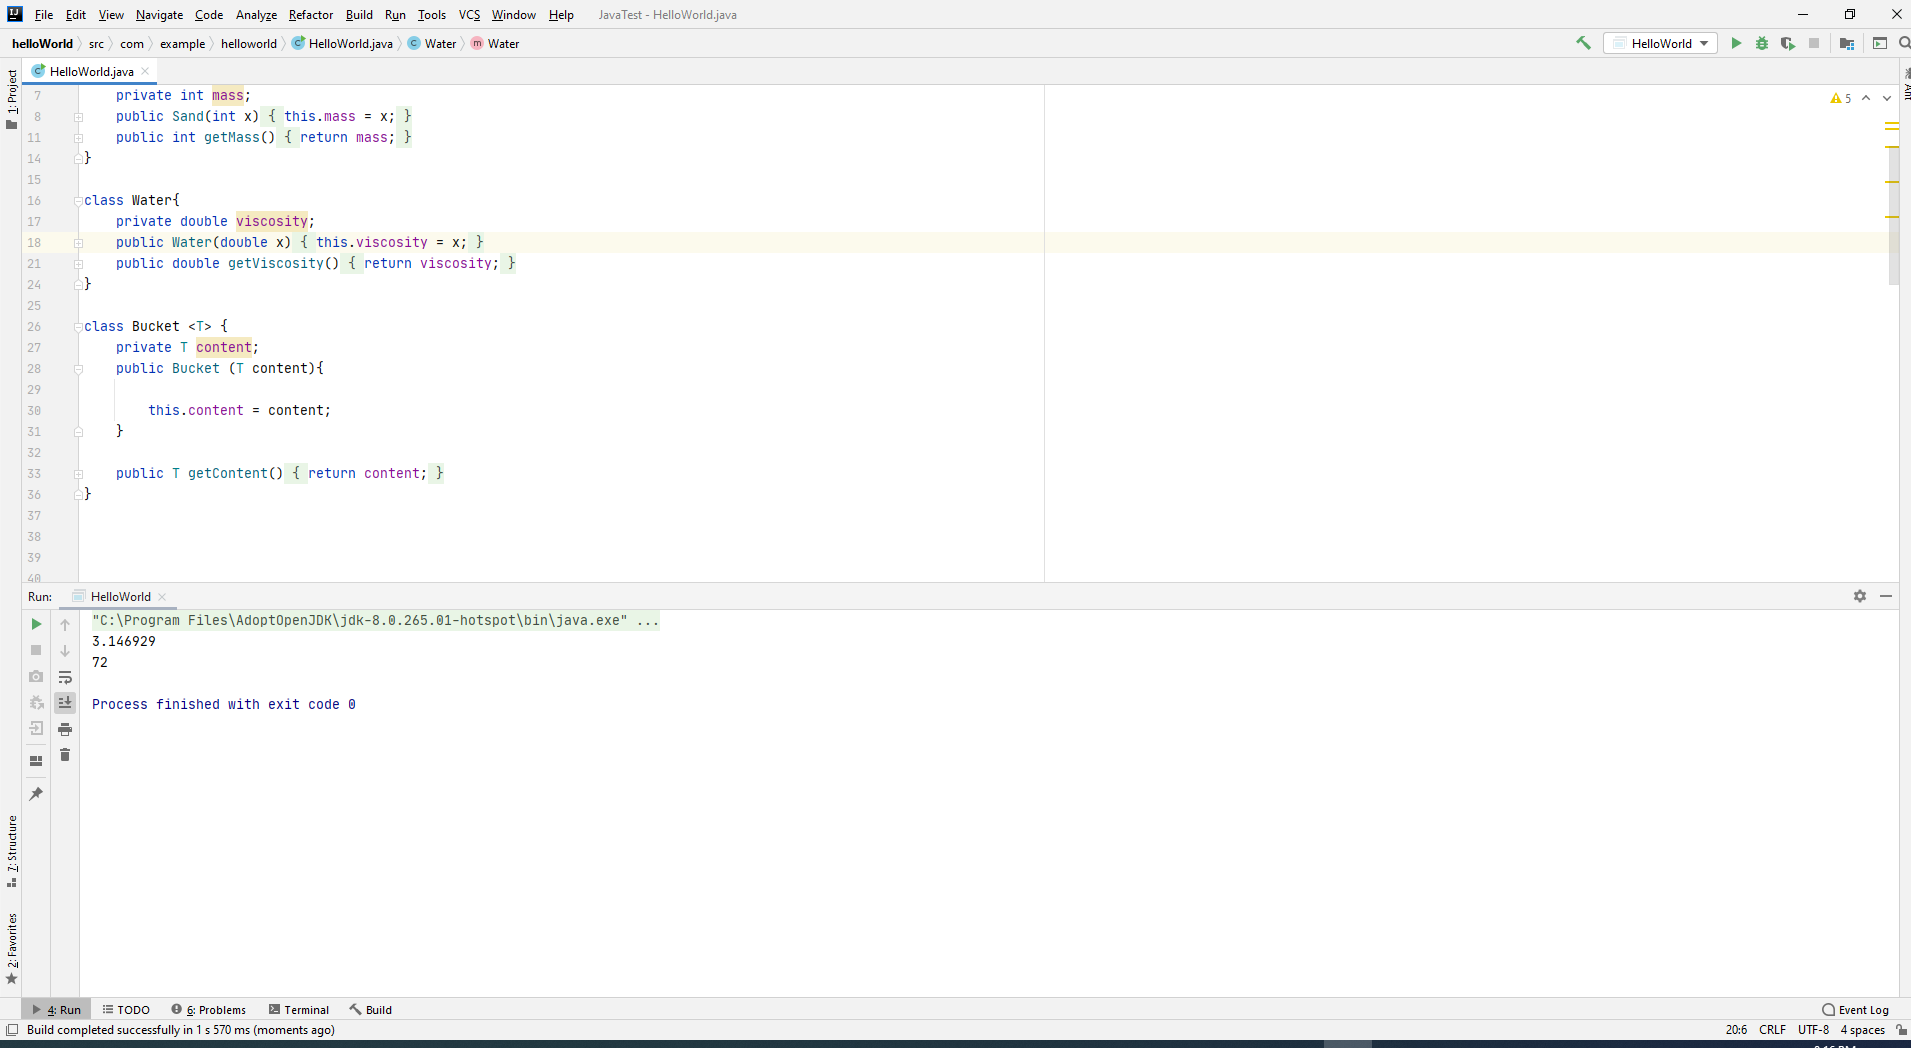 File Edit View Navigate Code Analyze Refactor Build Run Tools VCS Window Help JavaTest - HelloWorld.java
helloWorld src com example helloworld HelloWorld.java Water Water HelloWorld
1: Project
HelloWorld.java
Ant
5
7 private int mass;
8 public Sand(int x) { this.mass = x; }
11 public int getMass() { return mass; }
14 }
15
16 class Water{
17 private double viscosity;
18 public Water(double x) { this.viscosity = x; }
21 public double getViscosity() { return viscosity; }
24 }
25
26 class Bucket <T> {
27 private T content;
28 public Bucket (T content){
29
30 this.content = content;
31 }
32
33 public T getContent() { return content; }
36 }
37
38
39
40
Run: HelloWorld
"C:\Program Files\AdoptOpenJDK\jdk-8.0.265.01-hotspot\bin\java.exe" ...
3.146929
72
Process finished with exit code 0
7: Structure
2: Favorites
4: Run TODO 6: Problems Terminal Build Event Log
Build completed successfully in 1 s 570 ms (moments ago) 20:6 CRLF UTF-8 4 spaces